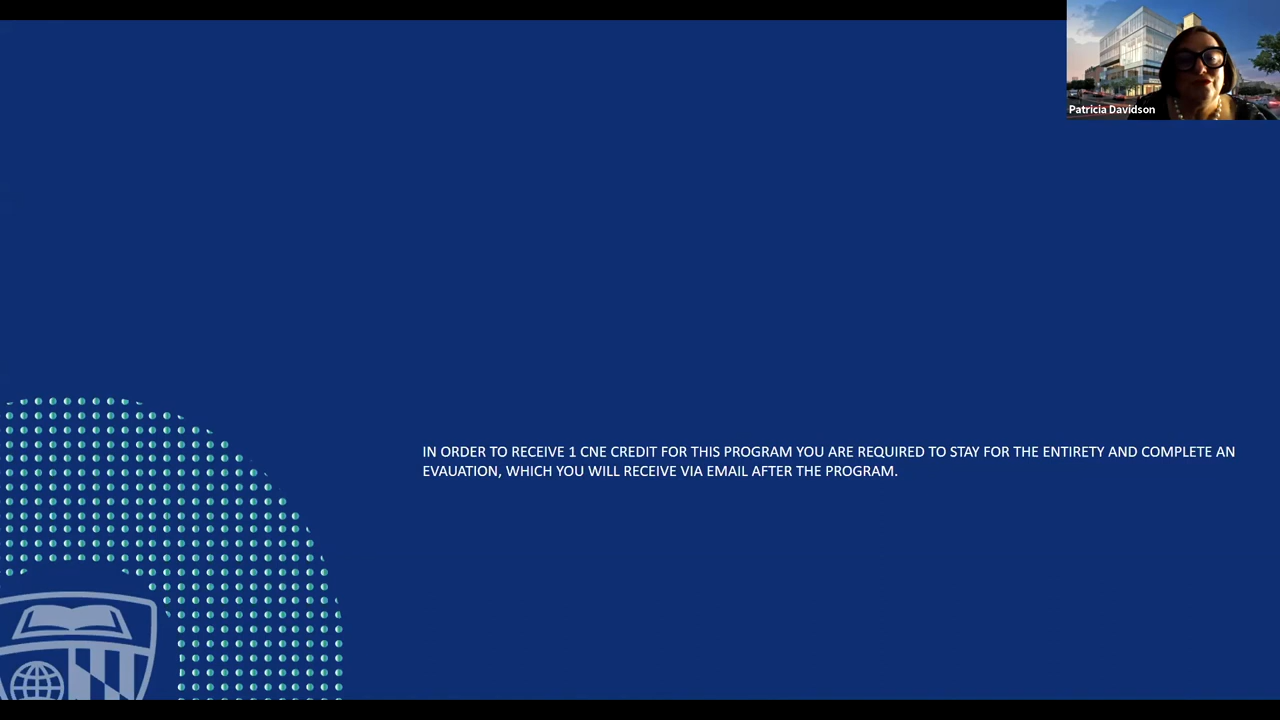 Patricia Davidson
IN ORDER TO RECEIVE 1 CNE CREDIT FOR THIS PROGRAM YOU ARE REQUIRED TO STAY FOR THE ENTIRETY AND COMPLETE AN
EVAUATION, WHICH YOU WILL RECEIVE VIA EMAIL AFTER THE PROGRAM.